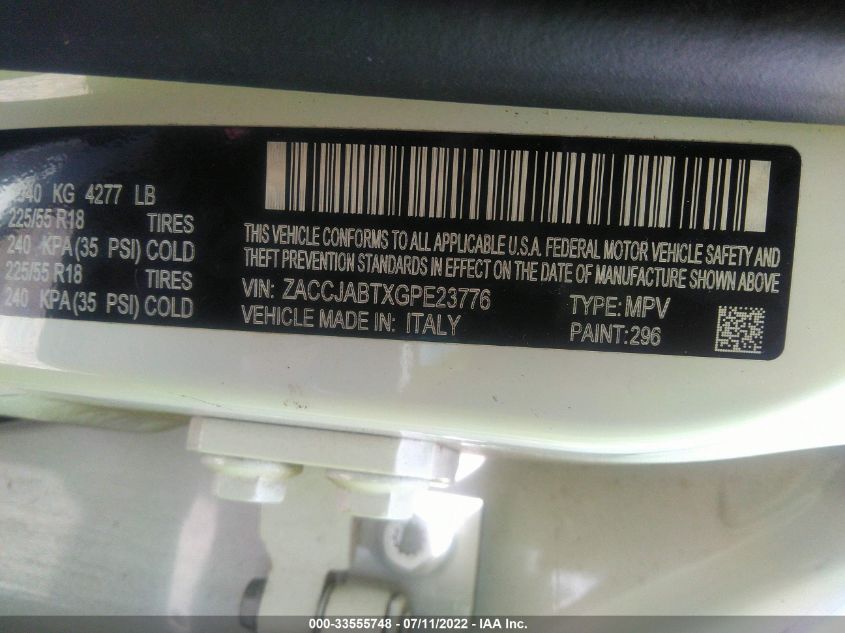 940 KG 4277 LB
225/55 R18 TIRES
240 KPA(35 PSI) COLD
225/55 R18 TIRES
240 KPA(35 PSI) COLD
THIS VEHICLE CONFORMS TO ALL APPLICABLE U.S.A. FEDERAL MOTOR VEHICLE SAFETY AND
THEFT PREVENTION STANDARDS IN EFFECT ON THE DATE OF MANUFACTURE SHOWN ABOVE
VIN: ZACCJABTXGPE23776 TYPE: MPV
VEHICLE MADE IN: ITALY PAINT:296
000-33555748 - 07/11/2022 - IAA Inc.